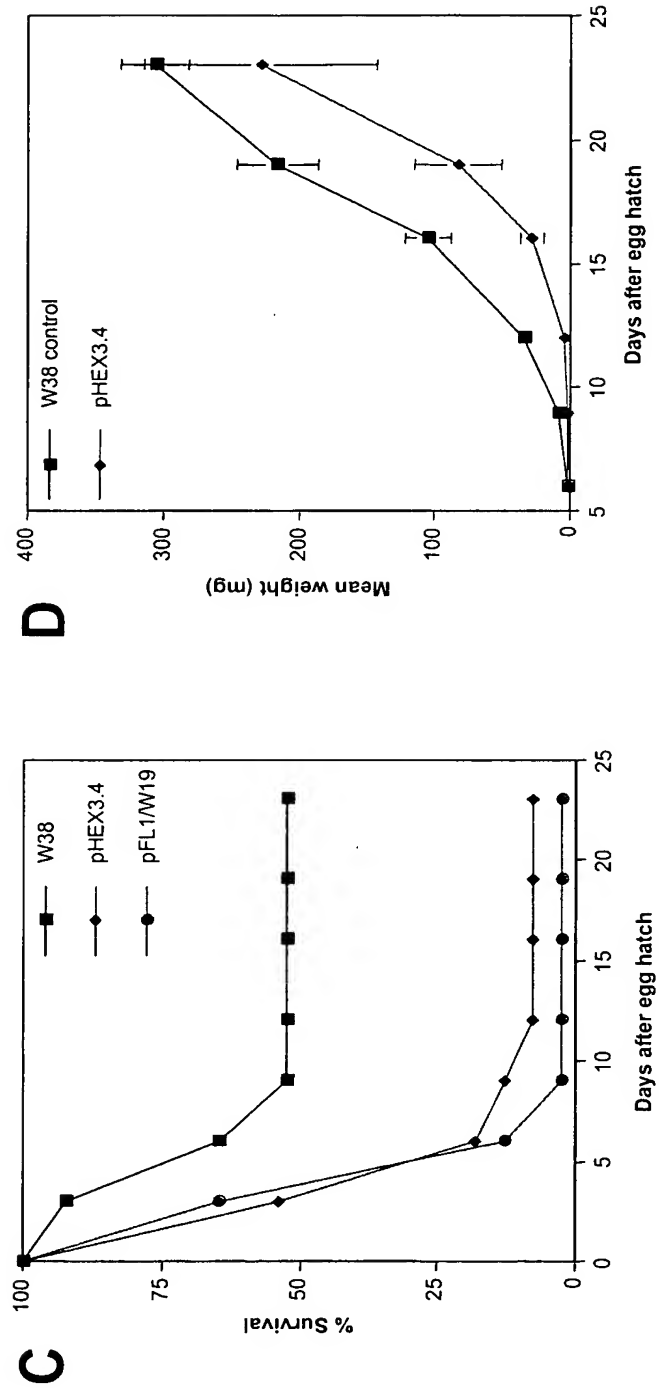 C
100
75
50
25
0
% Survival
0
5
10
15
20
25
Days after egg hatch
W38
pHEX3.4
pFL1/W19
D
400
300
200
100
0
Mean weight (mg)
5
10
15
20
25
Days after egg hatch
W38 control
pHEX3.4